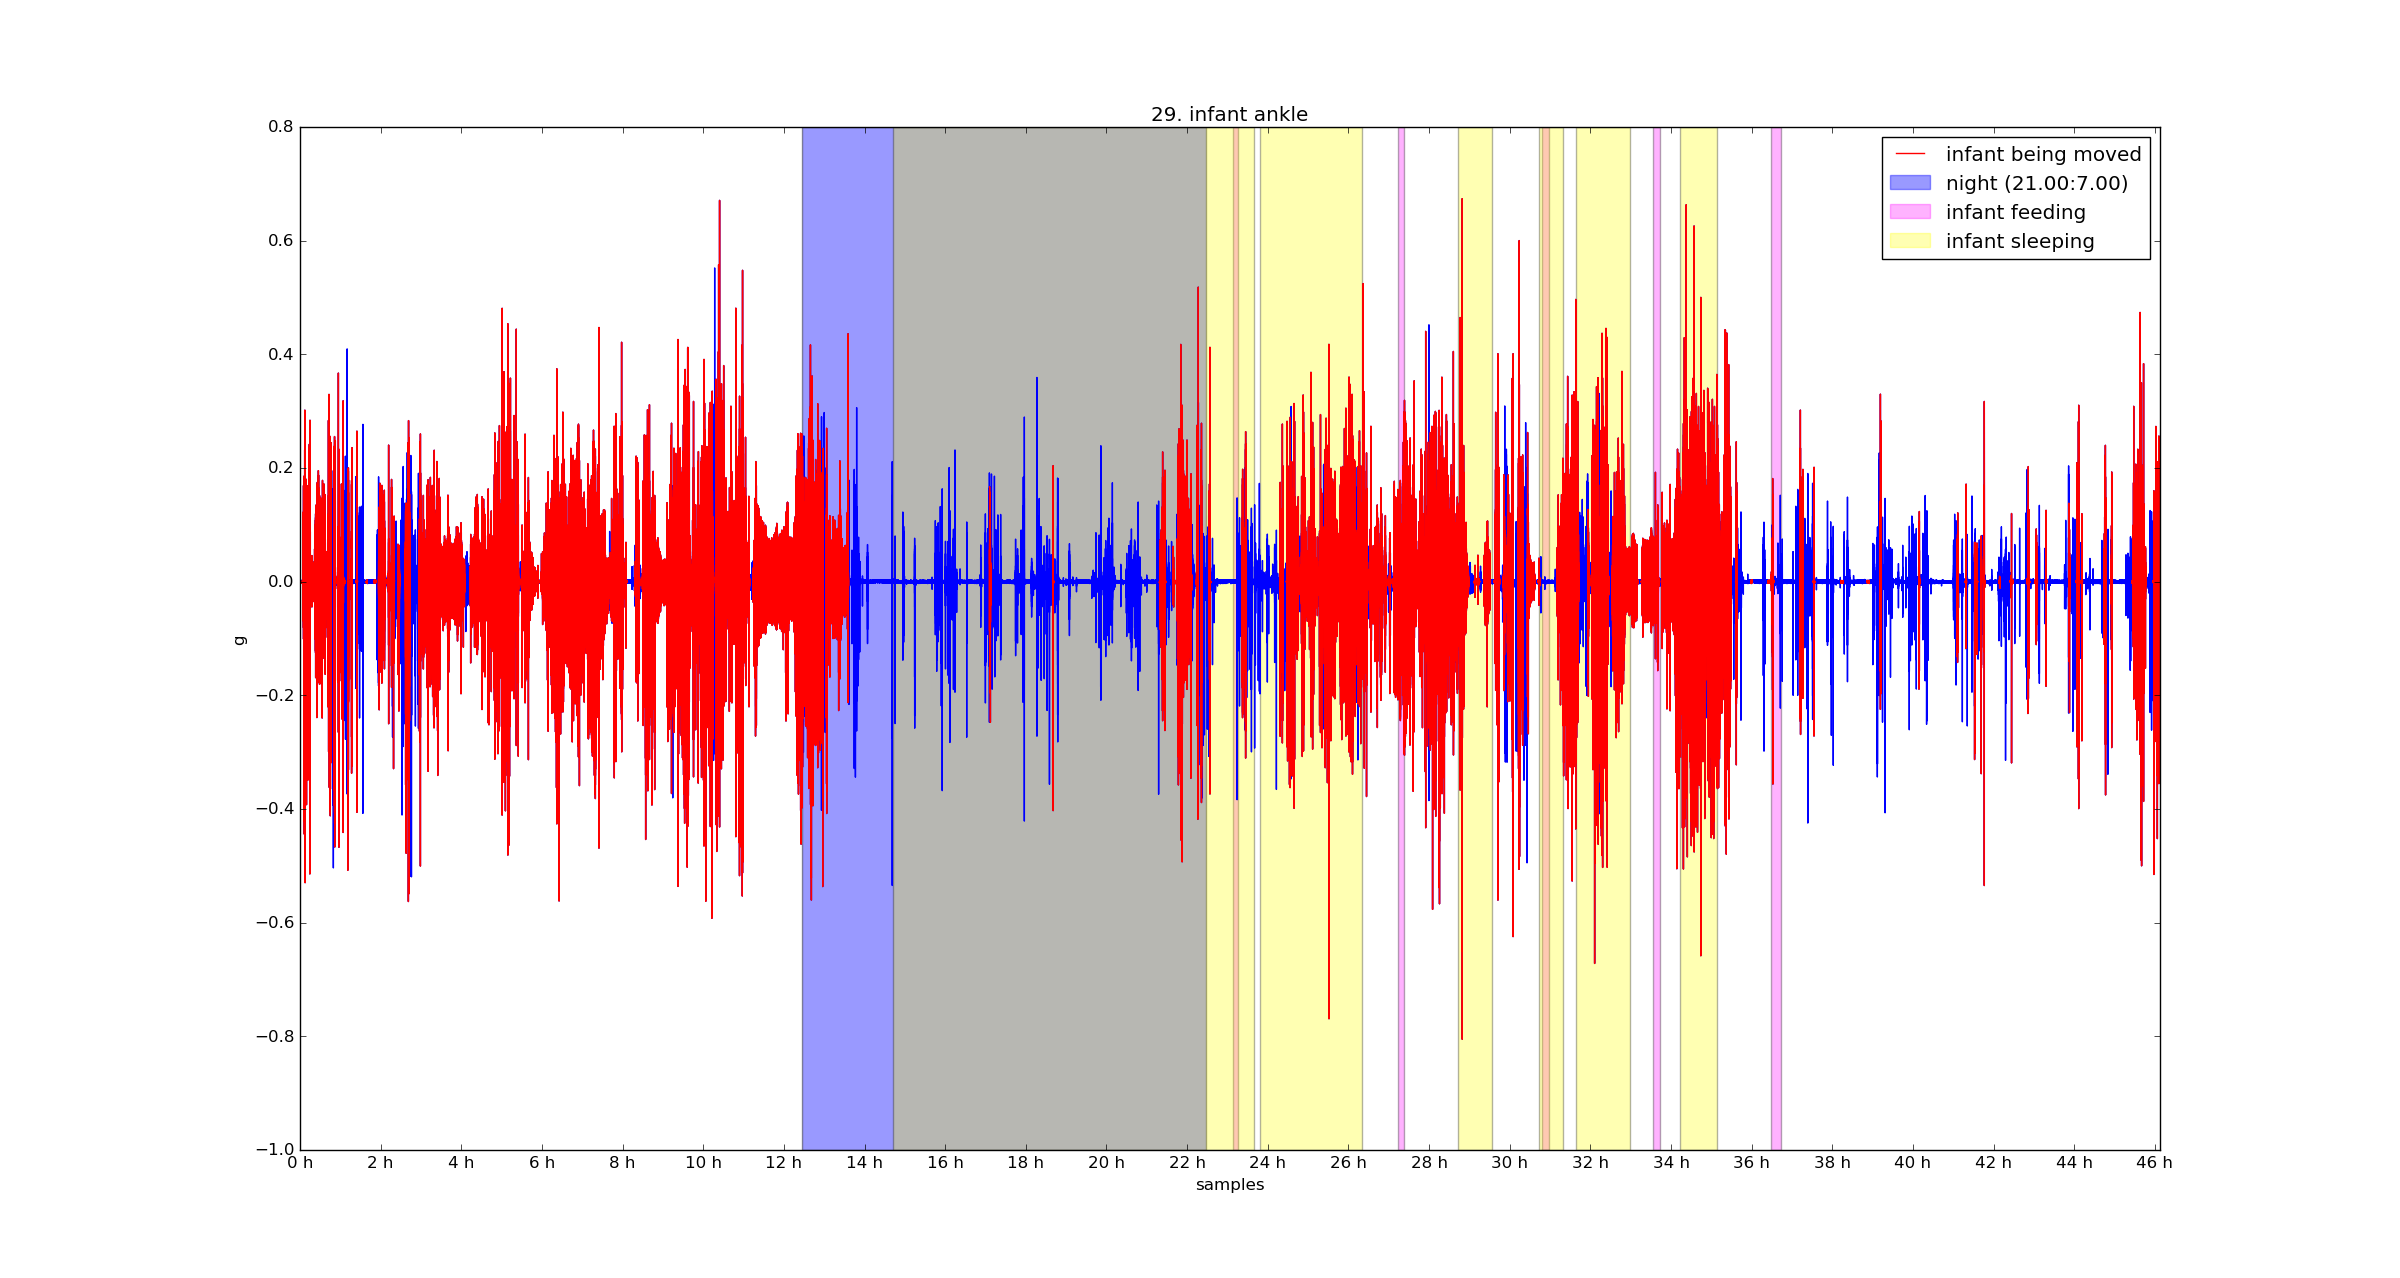 29. infant ankle
0.8
0.6
0.4
0.2
0.0
−0.2
−0.4
−0.6
−0.8
−1.0
g
infant being moved
night (21.00:7.00)
infant feeding
infant sleeping
0 h 2 h 4 h 6 h 8 h 10 h 12 h 14 h 16 h 18 h 20 h 22 h 24 h 26 h 28 h 30 h 32 h 34 h 36 h 38 h 40 h 42 h 44 h 46 h
samples